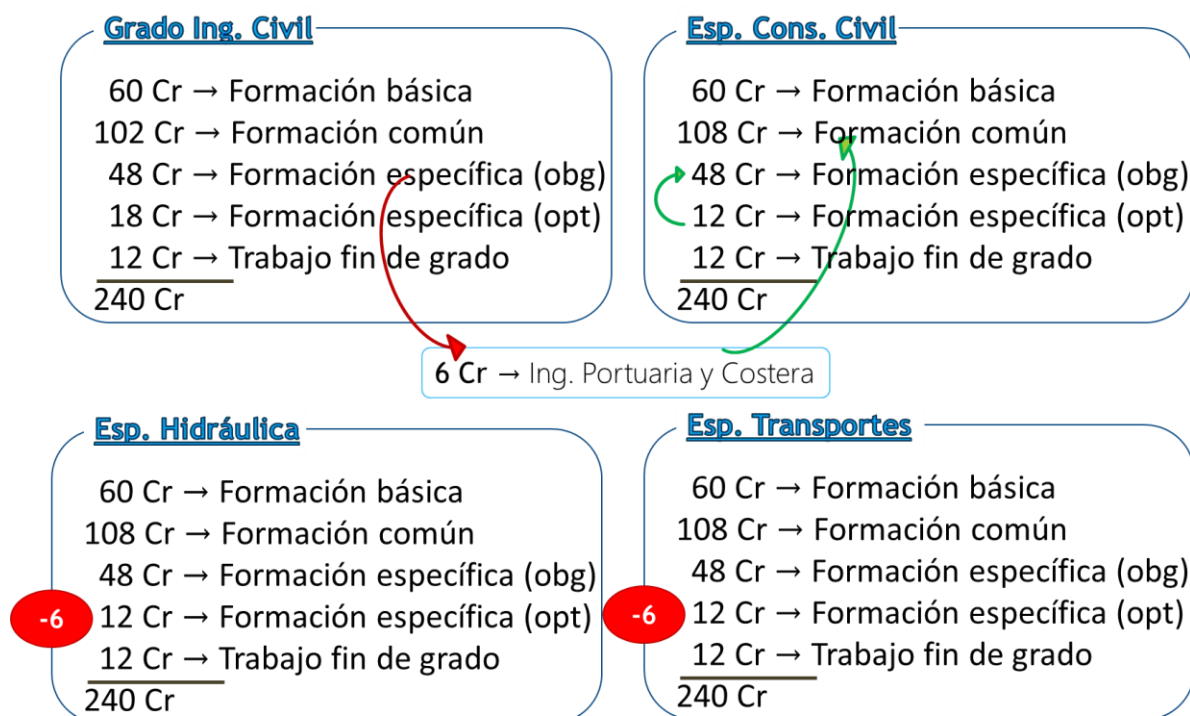 Grado Ing. Civil
60 Cr → Formación básica
102 Cr → Formación común
48 Cr → Formación específica (obg)
18 Cr → Formación específica (opt)
12 Cr → Trabajo fin de grado
240 Cr
Esp. Cons. Civil
60 Cr → Formación básica
108 Cr → Formación común
48 Cr → Formación específica (obg)
12 Cr → Formación específica (opt)
12 Cr → Trabajo fin de grado
240 Cr
6 Cr → Ing. Portuaria y Costera
Esp. Hidráulica
60 Cr → Formación básica
108 Cr → Formación común
48 Cr → Formación específica (obg)
-6 12 Cr → Formación específica (opt)
12 Cr → Trabajo fin de grado
240 Cr
Esp. Transportes
60 Cr → Formación básica
108 Cr → Formación común
48 Cr → Formación específica (obg)
-6 12 Cr → Formación específica (opt)
12 Cr → Trabajo fin de grado
240 Cr